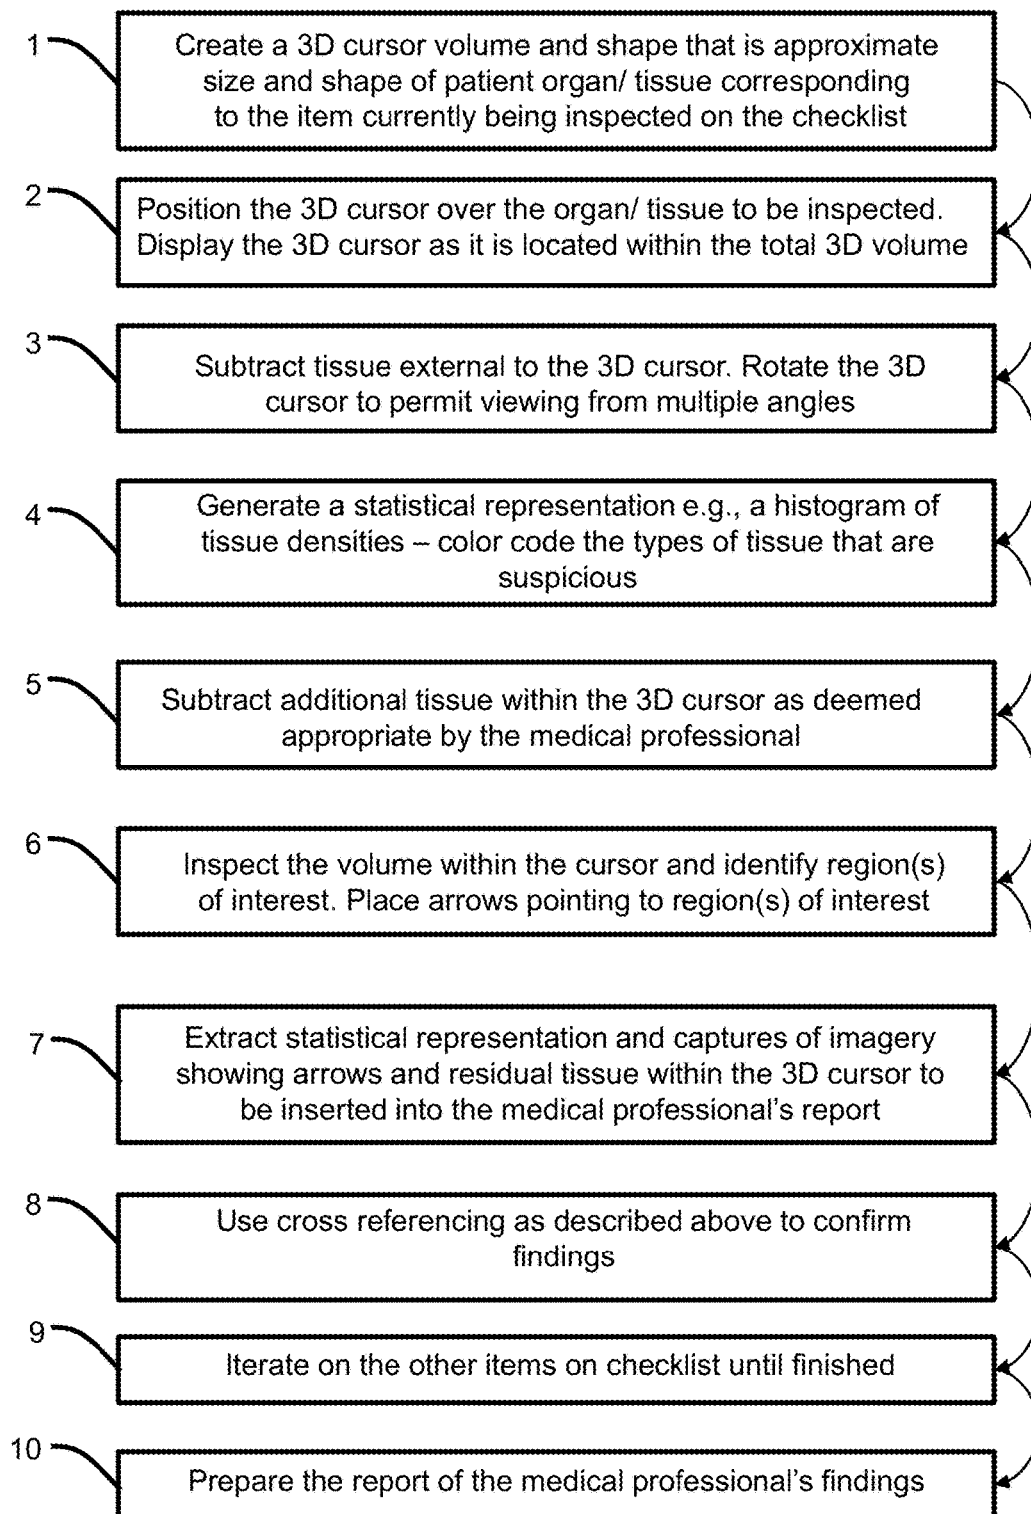 1
Create a 3D cursor volume and shape that is approximate
size and shape of patient organ/ tissue corresponding
to the item currently being inspected on the checklist
2
Position the 3D cursor over the organ/ tissue to be inspected.
Display the 3D cursor as it is located within the total 3D volume
3
Subtract tissue external to the 3D cursor. Rotate the 3D
cursor to permit viewing from multiple angles
4
Generate a statistical representation e.g., a histogram of
tissue densities – color code the types of tissue that are
suspicious
5
Subtract additional tissue within the 3D cursor as deemed
appropriate by the medical professional
6
Inspect the volume within the cursor and identify region(s)
of interest. Place arrows pointing to region(s) of interest
7
Extract statistical representation and captures of imagery
showing arrows and residual tissue within the 3D cursor to
be inserted into the medical professional's report
8
Use cross referencing as described above to confirm
findings
9
Iterate on the other items on checklist until finished
10
Prepare the report of the medical professional's findings